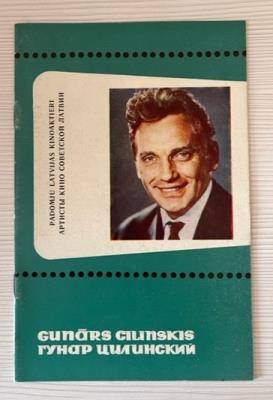 PADOMJU LATVIJAS KINOAKTIERI
АРТИСТЫ КИНО СОВЕТСКОЙ ЛАТВИИ
GUNĀRS CILINSKIS
ГУНАР ЦИЛИНСКИЙ